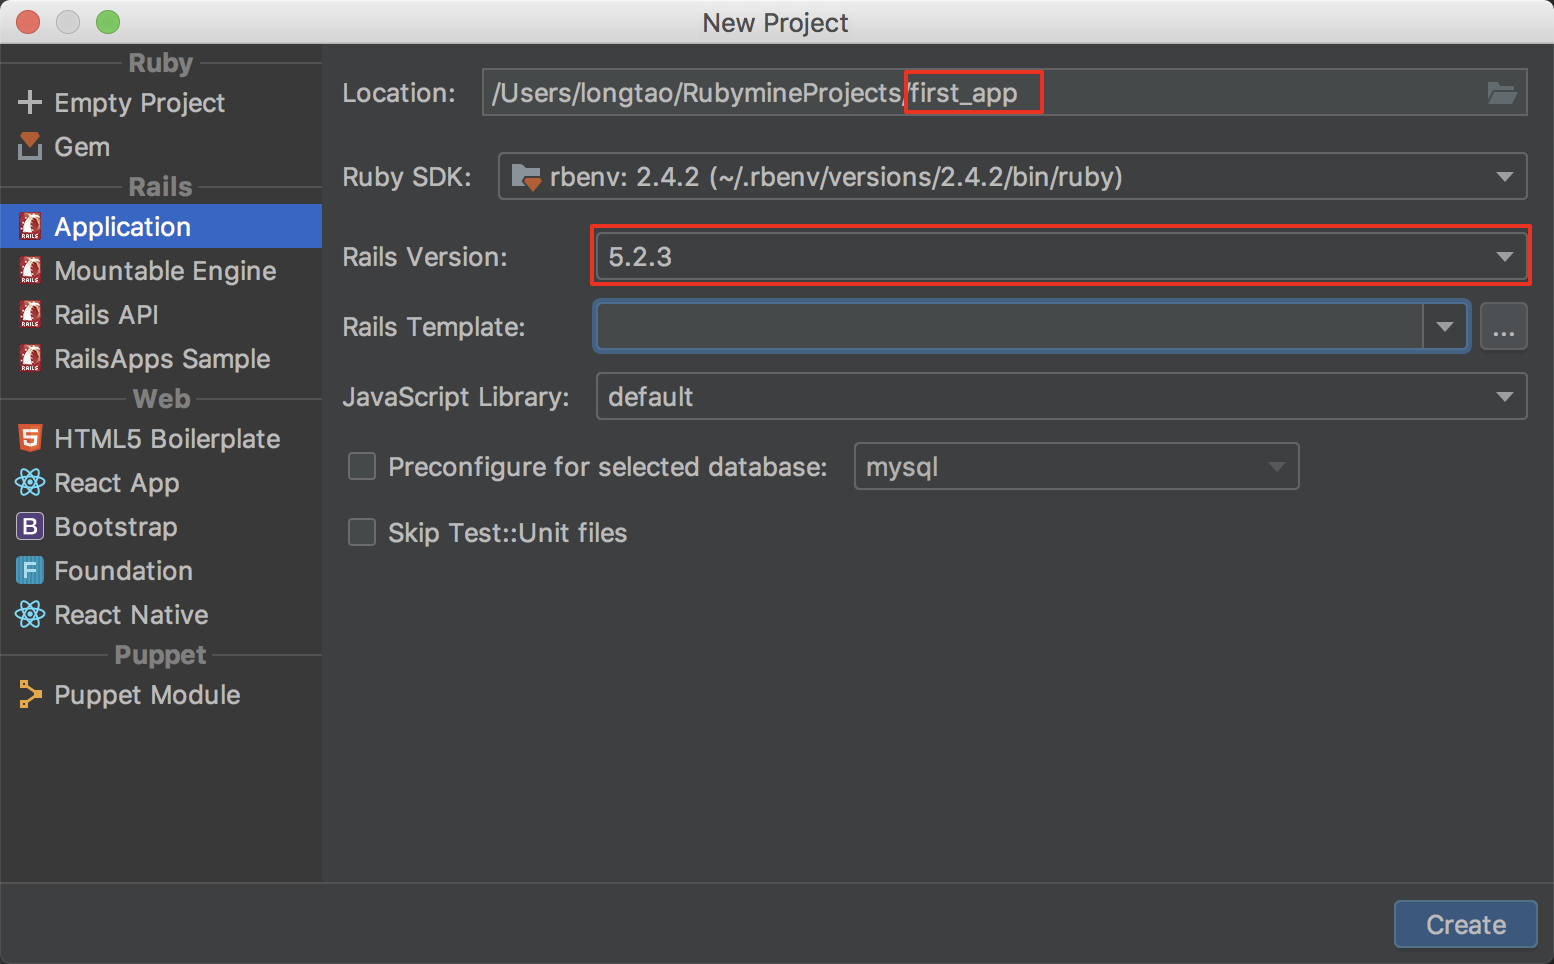 New Project
Ruby
Empty Project
Gem
Rails
Application
Mountable Engine
Rails API
RailsApps Sample
Web
HTML5 Boilerplate
React App
Bootstrap
Foundation
React Native
Puppet
Puppet Module
Location: /Users/longtao/RubymineProjects/first_app
Ruby SDK: rbenv: 2.4.2 (~/.rbenv/versions/2.4.2/bin/ruby)
Rails Version: 5.2.3
Rails Template: ...
JavaScript Library: default
Preconfigure for selected database: mysql
Skip Test::Unit files
Create